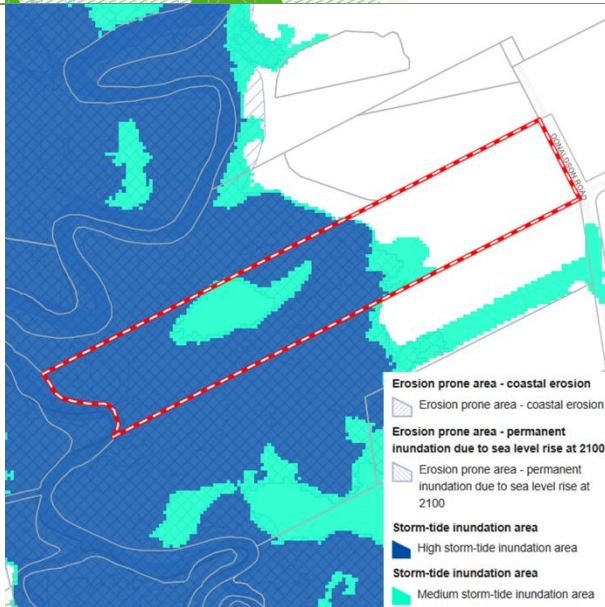 DONALDSON ROAD
Erosion prone area - coastal erosion
Erosion prone area - coastal erosion
Erosion prone area - permanent
inundation due to sea level rise at 2100
Erosion prone area - permanent
inundation due to sea level rise at
2100
Storm-tide inundation area
High storm-tide inundation area
Storm-tide inundation area
Medium storm-tide inundation area